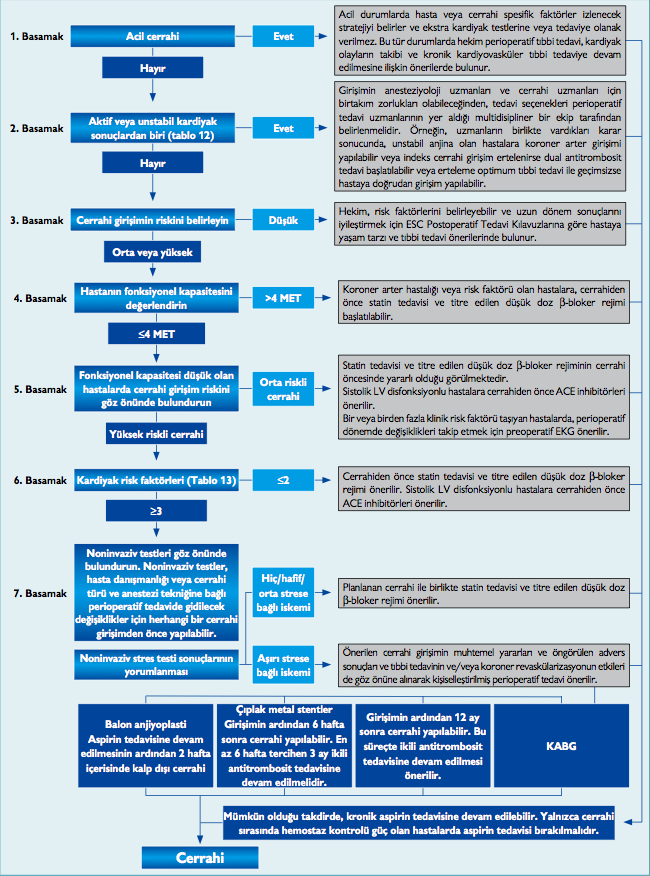 1. Basamak
Acil cerrahi
Evet
Acil durumlarda hasta veya cerrahi spesifik faktörler izlenecek
stratejiyi belirler ve ekstra kardiyak testlerine veya tedaviye olanak
verilmez. Bu tür durumlarda hekim perioperatif tıbbi tedavi, kardiyak
olayların takibi ve kronik kardiyovasküler tıbbi tedaviye devam
edilmesine ilişkin önerilerde bulunur.
Hayır
2. Basamak
Aktif veya unstabil kardiyak
sonuçlardan biri (tablo 12)
Evet
Girişimin anesteziyoloji uzmanları ve cerrahi uzmanları için
birtakım zorlukları olabileceğinden, tedavi seçenekleri perioperatif
tedavi uzmanlarının yer aldığı multidisipliner bir ekip tarafından
belirlenmelidir. Örneğin, uzmanların birlikte vardıkları karar
sonucunda, unstabil anjina olan hastalara koroner arter girişimi
yapılabilir veya indeks cerrahi girişim ertelenirse dual antitrombosit
tedavi başlatılabilir veya erteleme optimum tıbbi tedavi ile geçimsizse
hastaya doğrudan girişim yapılabilir.
Hayır
3. Basamak
Cerrahi girişimin riskini belirleyin
Düşük
Hekim, risk faktörlerini belirleyebilir ve uzun dönem sonuçlarını
iyileştirmek için ESC Postoperatif Tedavi Kılavuzlarına göre hastaya
yaşam tarzı ve tıbbi tedavi önerilerinde bulunur.
Orta veya yüksek
4. Basamak
Hastanın fonksiyonel kapasitesini
değerlendirin
>4 MET
Koroner arter hastalığı veya risk faktörü olan hastalara, cerrahiden
önce statin tedavisi ve titre edilen düşük doz β-bloker rejimi
başlatılabilir.
≤4 MET
5. Basamak
Fonksiyonel kapasitesi düşük olan
hastalarda cerrahi girişim riskini
göz önünde bulundurun
Orta riskli
cerrahi
Statin tedavisi ve titre edilen düşük doz β-bloker rejiminin cerrahi
öncesinde yararlı olduğu görülmektedir.
Sistolik LV disfonksiyonlu hastalara cerrahiden önce ACE inhibitörleri
önerilir.
Bir veya birden fazla klinik risk faktörü taşıyan hastalarda, perioperatif
dönemde değişiklikleri takip etmek için preoperatif EKG önerilir.
Yüksek riskli cerrahi
6. Basamak
Kardiyak risk faktörleri (Tablo 13)
≤2
Cerrahiden önce statin tedavisi ve titre edilen düşük doz β-bloker
rejimi önerilir. Sistolik LV disfonksiyonlu hastalara cerrahiden önce
ACE inhibitörleri önerilir.
≥3
7. Basamak
Noninvaziv testleri göz önünde
bulundurun. Noninvaziv testler,
hasta danışmanlığı veya cerrahi
türü ve anestezi tekniğine bağlı
perioperatif tedavide gidilecek
değişiklikler için herhangi bir cerrahi
girişimden önce yapılabilir.
Hiç/hafif/
orta strese
bağlı iskemi
Planlanan cerrahi ile birlikte statin tedavisi ve titre edilen düşük doz
β-bloker rejimi önerilir.
Noninvaziv stres testi sonuçlarının
yorumlanması
Aşırı strese
bağlı iskemi
Önerilen cerrahi girişimin muhtemel yararları ve öngörülen advers
sonuçları ve tıbbi tedavinin ve/veya koroner revaskülarizasyonun etkileri
de göz önüne alınarak kişiselleştirilmiş perioperatif tedavi önerilir.
Balon anjiyoplasti
Aspirin tedavisine devam
edilmesinin ardından 2 hafta
içerisinde kalp dışı cerrahi
Çıplak metal stentler
Girişimin ardından 6 hafta
sonra cerrahi yapılabilir. En
az 6 hafta tercihen 3 ay ikili
antitrombosit tedavisine
devam edilmelidir.
Girişimin ardından 12 ay
sonra cerrahi yapılabilir. Bu
süreçte ikili antitrombosit
tedavisine devam edilmesi
önerilir.
KABG
Mümkün olduğu takdirde, kronik aspirin tedavisine devam edilebilir. Yalnızca cerrahi
sırasında hemostaz kontrolü güç olan hastalarda aspirin tedavisi bırakılmalıdır.
Cerrahi